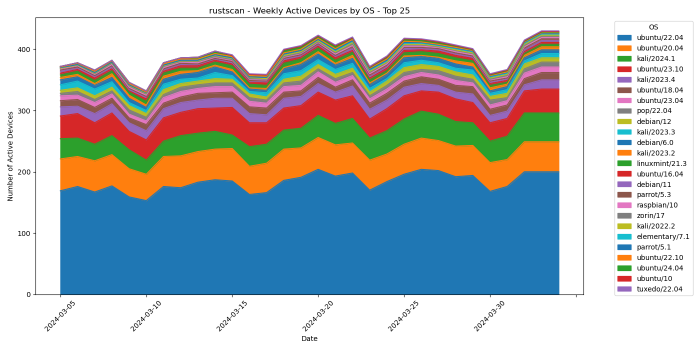 rustscan - Weekly Active Devices by OS - Top 25
Number of Active Devices
400
300
200
100
0
2024-03-05
2024-03-10
2024-03-15
2024-03-20
2024-03-25
2024-03-30
Date
OS
ubuntu/22.04
ubuntu/20.04
kali/2024.1
ubuntu/23.10
kali/2023.4
ubuntu/18.04
ubuntu/23.04
pop/22.04
debian/12
kali/2023.3
debian/6.0
kali/2023.2
linuxmint/21.3
ubuntu/16.04
debian/11
parrot/5.3
raspbian/10
zorin/17
kali/2022.2
elementary/7.1
parrot/5.1
ubuntu/22.10
ubuntu/24.04
ubuntu/10
tuxedo/22.04